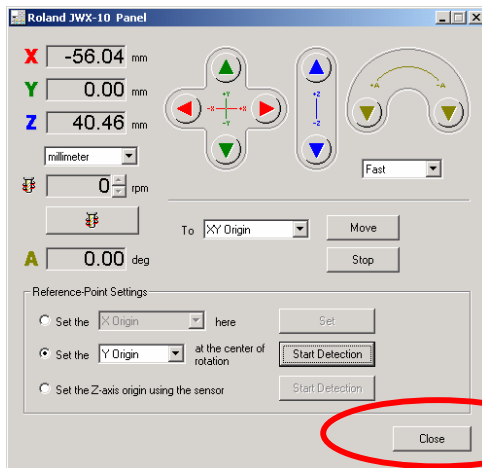 Roland JWX-10 Panel
X -56.04 mm
Y 0.00 mm
Z 40.46 mm
millimeter
0 rpm
A 0.00 deg
+Y
-X +X
-Y
+Z
-Z
+A -A
Fast
To XY Origin Move
Stop
Reference-Point Settings
Set the X Origin here Set
Set the Y Origin at the center of rotation Start Detection
Set the Z-axis origin using the sensor Start Detection
Close